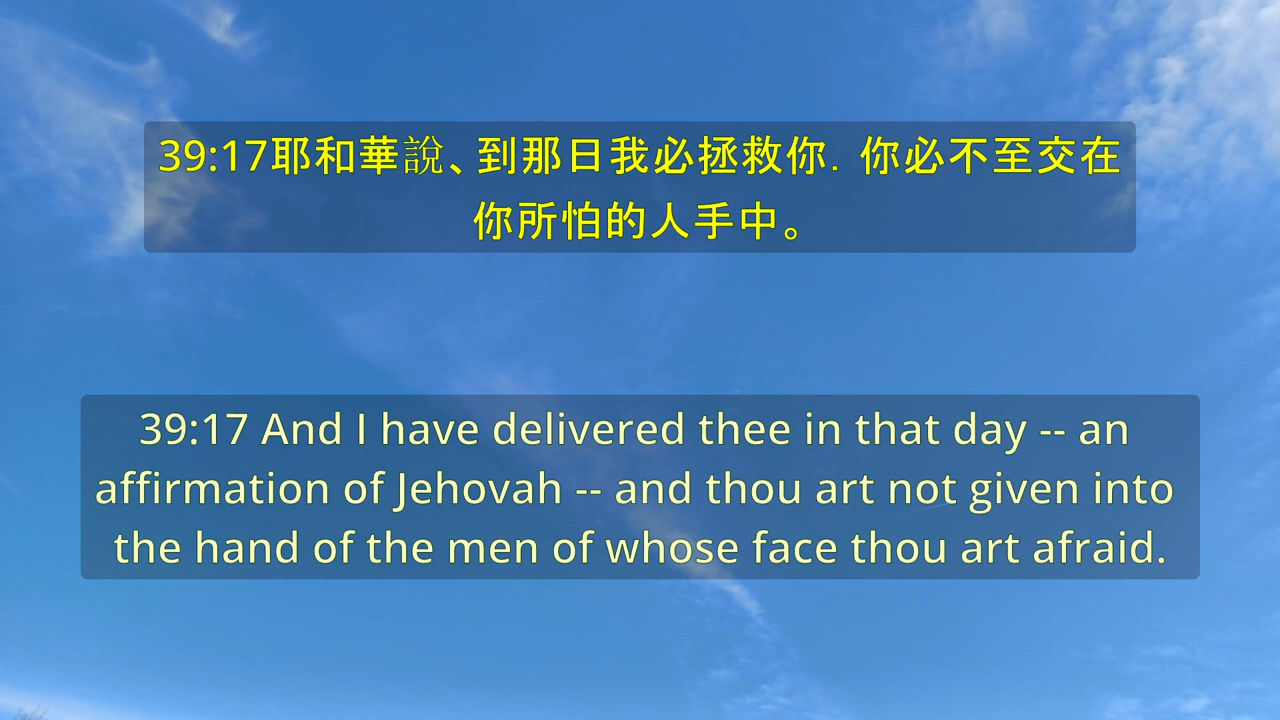 39:17耶和華說、到那日我必拯救你．你必不至交在
你所怕的人手中。
39:17 And I have delivered thee in that day -- an
affirmation of Jehovah -- and thou art not given into
the hand of the men of whose face thou art afraid.